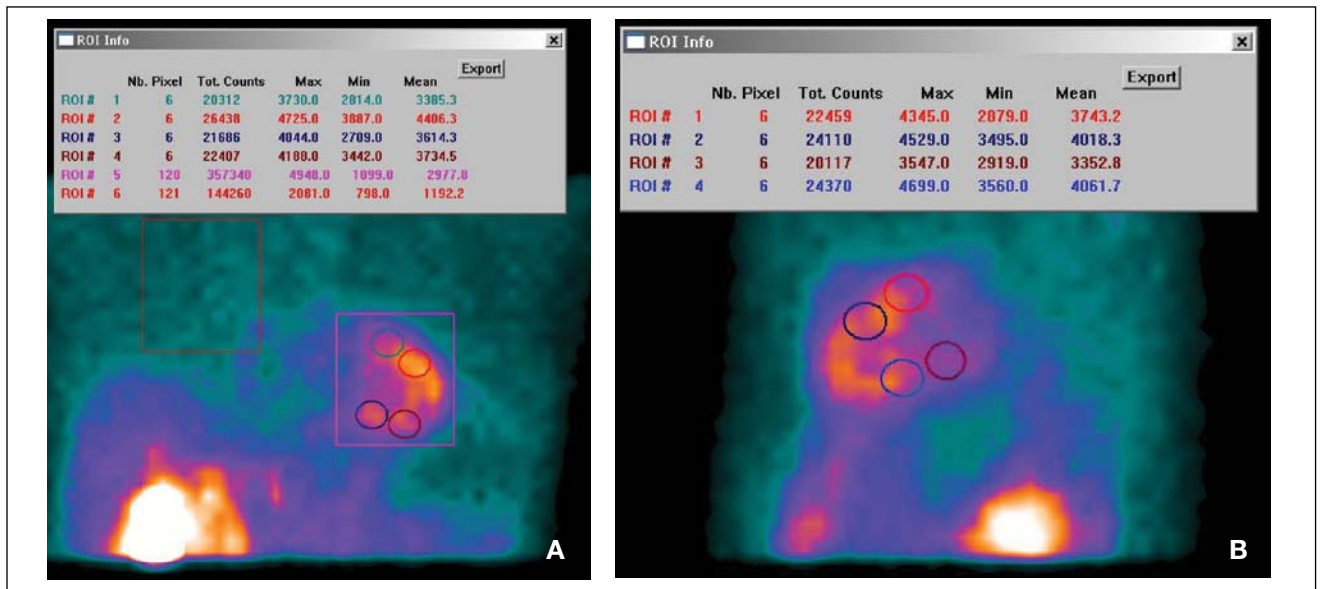 ROI Info
Export
Nb. Pixel Tot. Counts Max Min Mean
ROI # 1 6 20312 3730.0 2814.0 3385.3
ROI # 2 6 26438 4725.0 3887.0 4406.3
ROI # 3 6 21686 4044.0 2709.0 3614.3
ROI # 4 6 22407 4188.0 3442.0 3734.5
ROI # 5 120 357340 4948.0 1099.0 2977.8
ROI # 6 121 144260 2081.0 798.0 1192.2
A
ROI Info
Export
Nb. Pixel Tot. Counts Max Min Mean
ROI # 1 6 22459 4345.0 2879.0 3743.2
ROI # 2 6 24110 4529.0 3495.0 4018.3
ROI # 3 6 20117 3547.0 2919.0 3352.8
ROI # 4 6 24370 4699.0 3560.0 4061.7
B